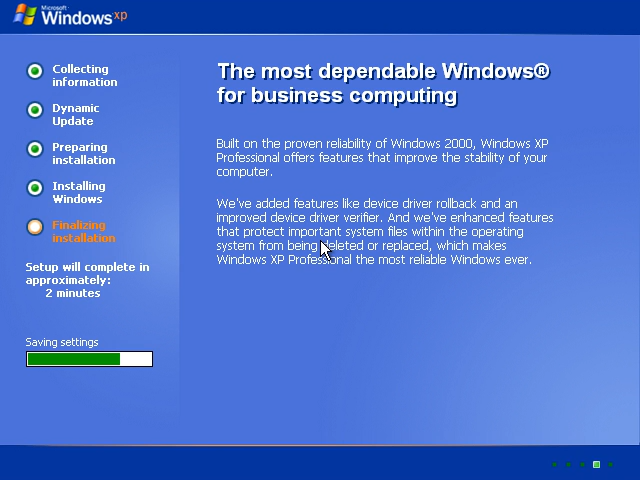 Microsoft
Windows xp
Collecting
information
Dynamic
Update
Preparing
installation
Installing
Windows
Finalizing
installation
Setup will complete in
approximately:
2 minutes
Saving settings
The most dependable Windows®
for business computing
Built on the proven reliability of Windows 2000, Windows XP
Professional offers features that improve the stability of your
computer.
We've added features like device driver rollback and an
improved device driver verifier. And we've enhanced features
that protect important system files within the operating
system from being deleted or replaced, which makes
Windows XP Professional the most reliable Windows ever.